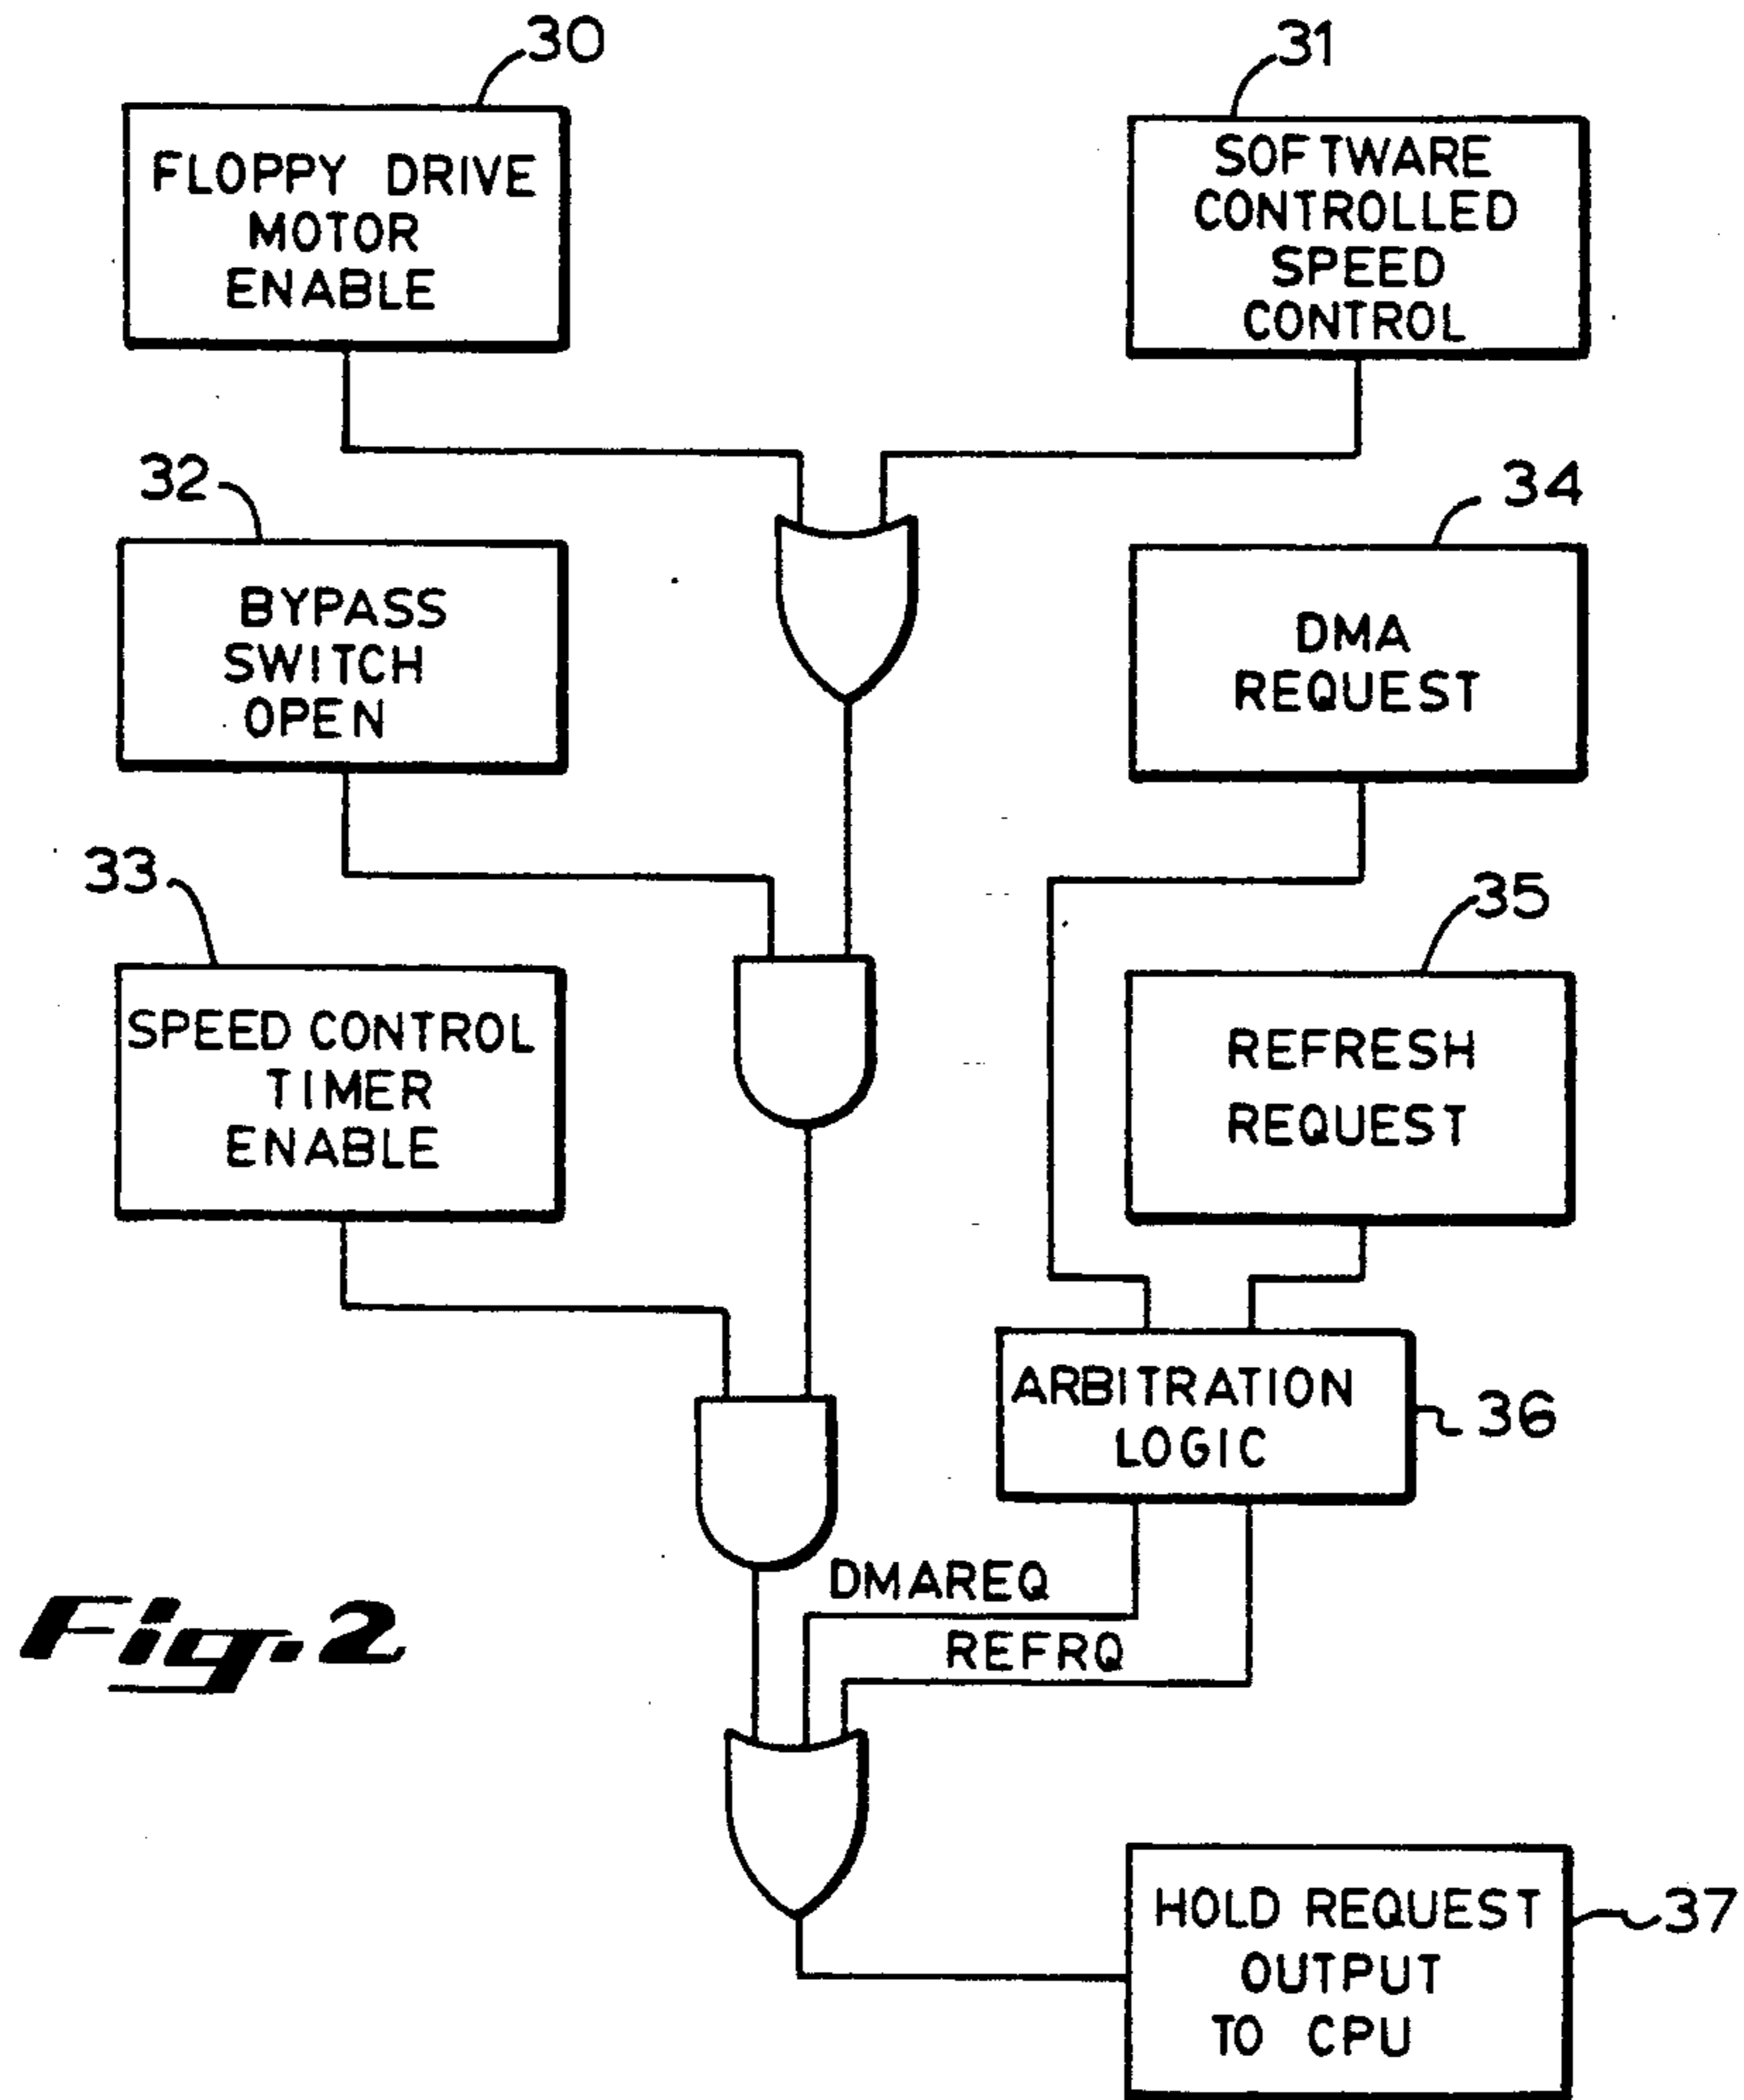 30
FLOPPY DRIVE
MOTOR
ENABLE
31
SOFTWARE
CONTROLLED
SPEED
CONTROL
32
BYPASS
SWITCH
OPEN
34
DMA
REQUEST
33
SPEED CONTROL
TIMER
ENABLE
35
REFRESH
REQUEST
ARBITRATION
LOGIC
36
DMAREQ
REFRQ
Fig. 2
HOLD REQUEST
OUTPUT
TO CPU
37